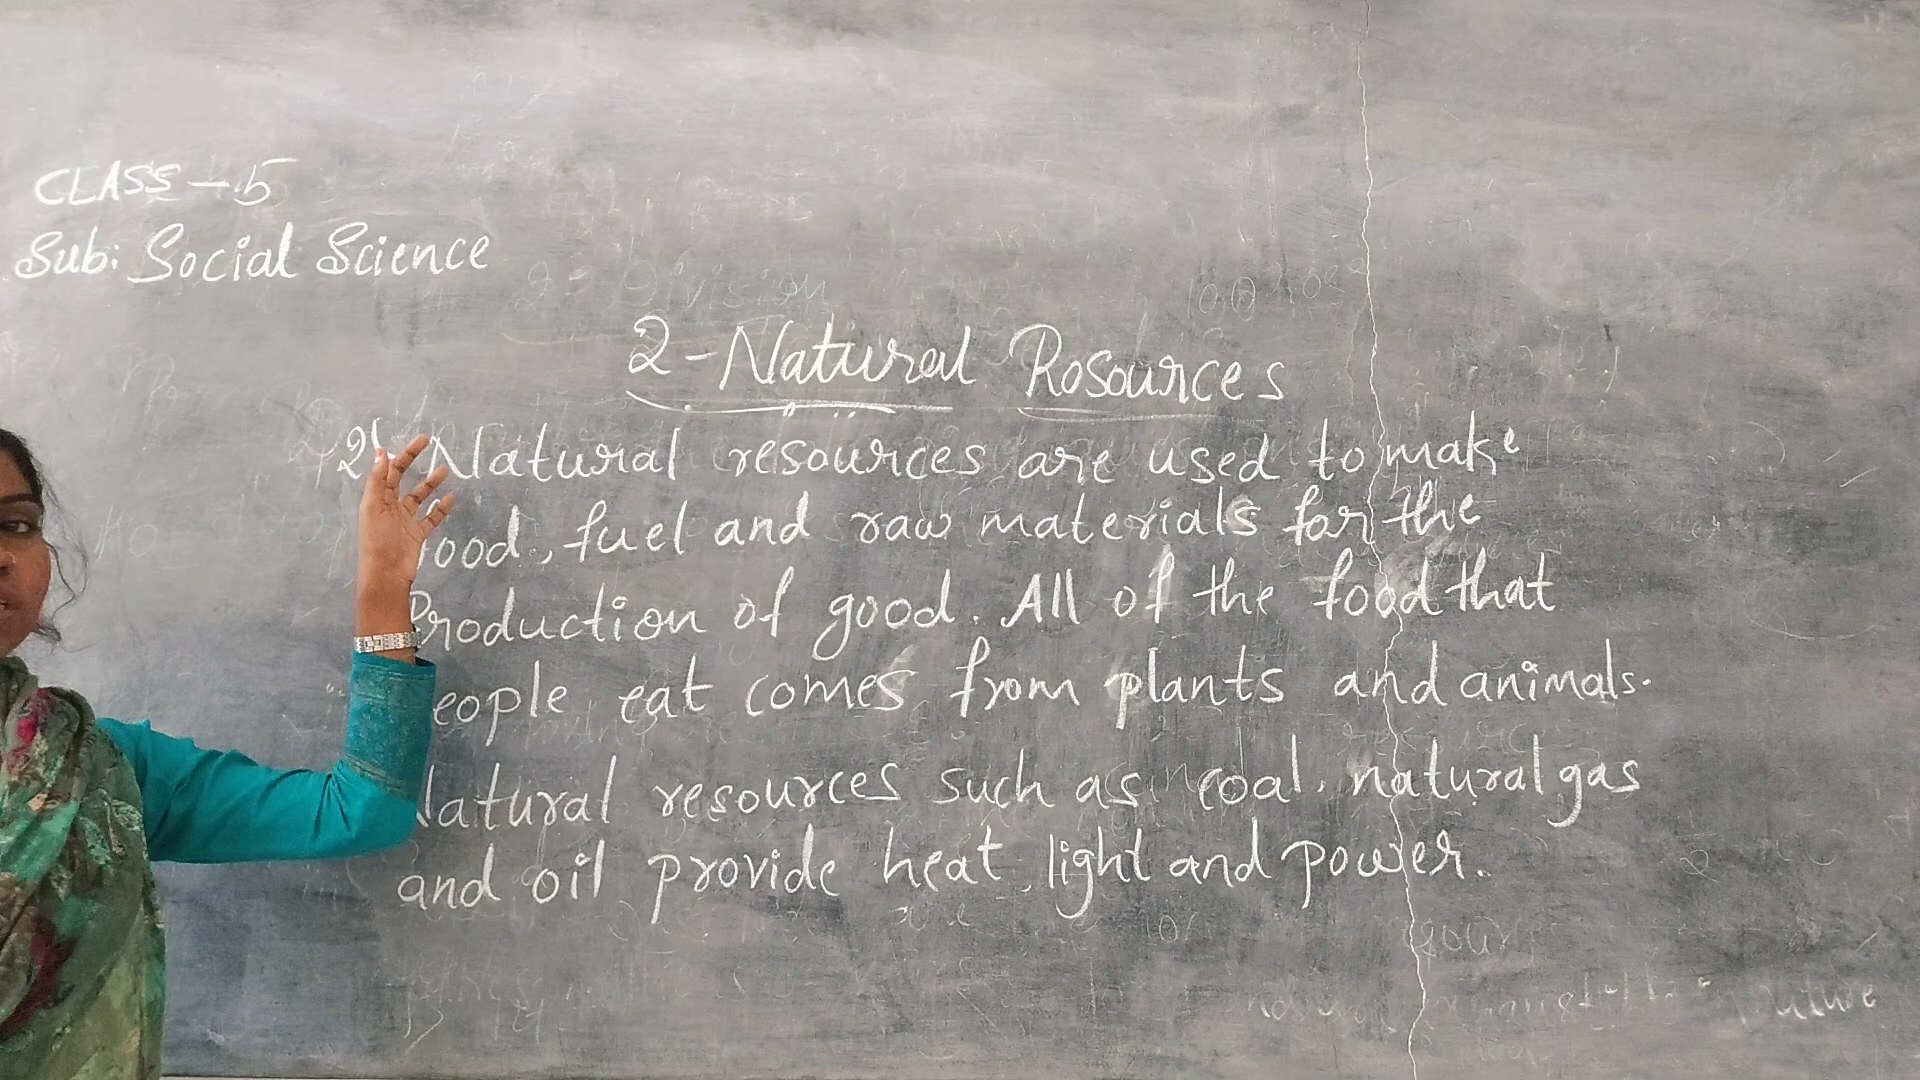 CLASS - 5
Sub: Social Science
2 - Natural Rosources
Natural resources are used to make
food, fuel and raw materials for the
Production of good. All of the food that
people eat comes from plants and animals.
Natural resources such as coal, natural gas
and oil provide heat, light and power.